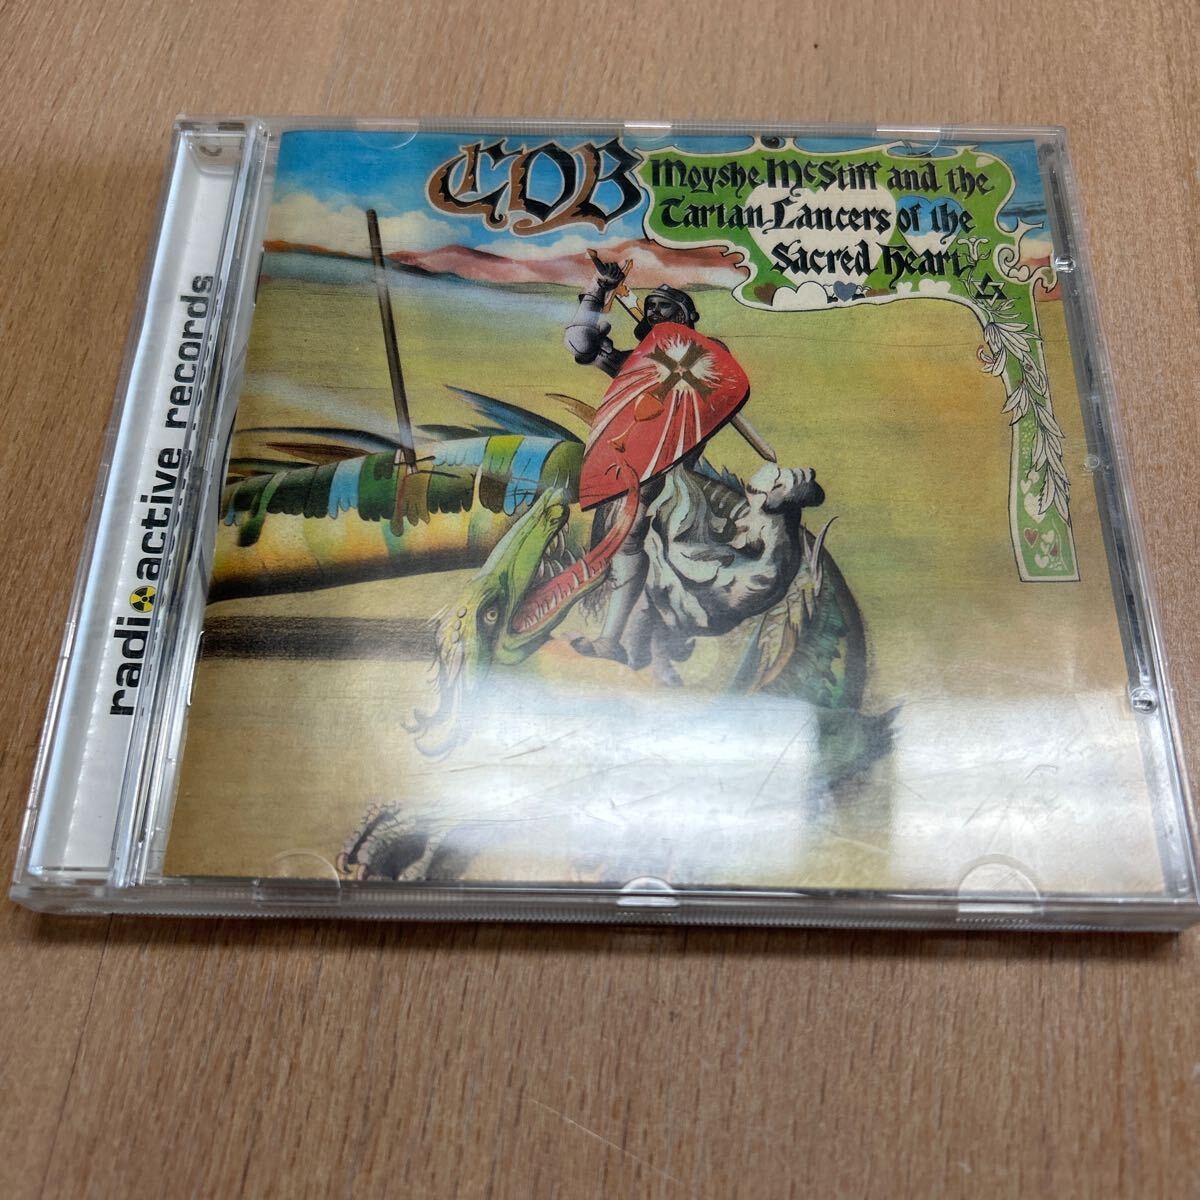 COB
Moyshe McStiff and the
Tartan Lancers of the
Sacred Heart
radioactive records